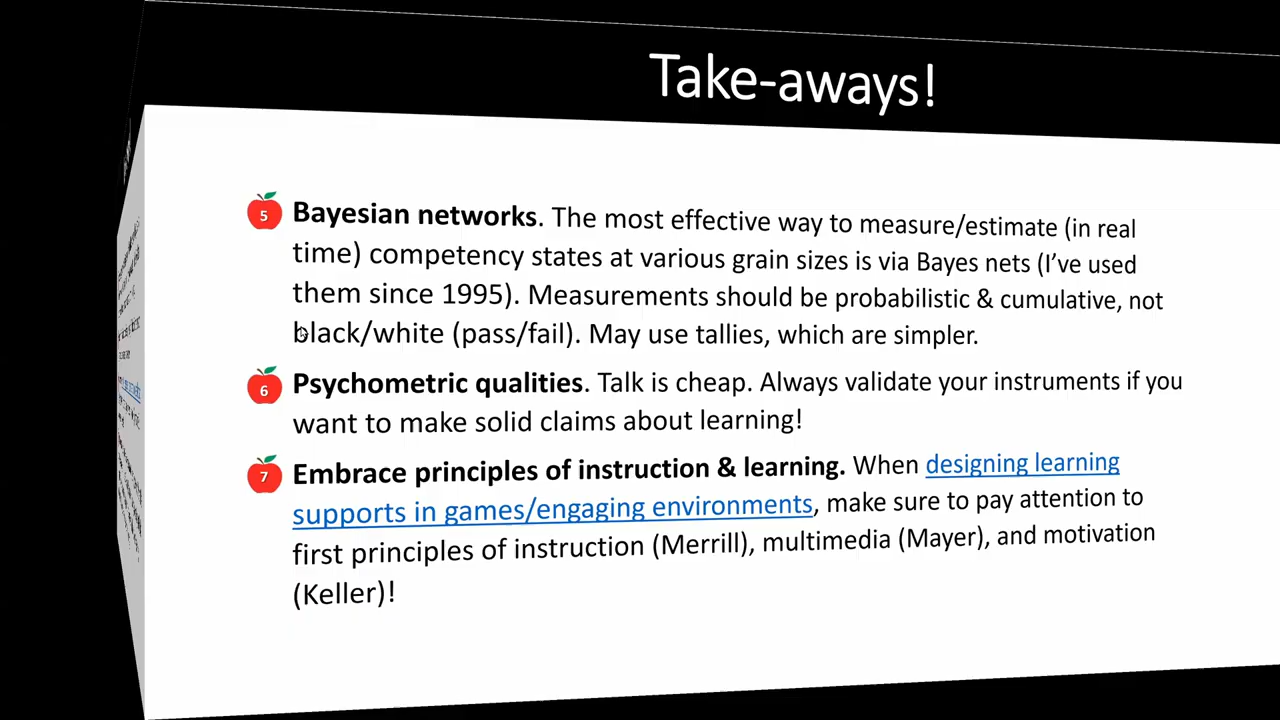 Take-aways!
5 Bayesian networks. The most effective way to measure/estimate (in real
time) competency states at various grain sizes is via Bayes nets (I’ve used
them since 1995). Measurements should be probabilistic & cumulative, not
black/white (pass/fail). May use tallies, which are simpler.
6 Psychometric qualities. Talk is cheap. Always validate your instruments if you
want to make solid claims about learning!
7 Embrace principles of instruction & learning. When designing learning
supports in games/engaging environments, make sure to pay attention to
first principles of instruction (Merrill), multimedia (Mayer), and motivation
(Keller)!